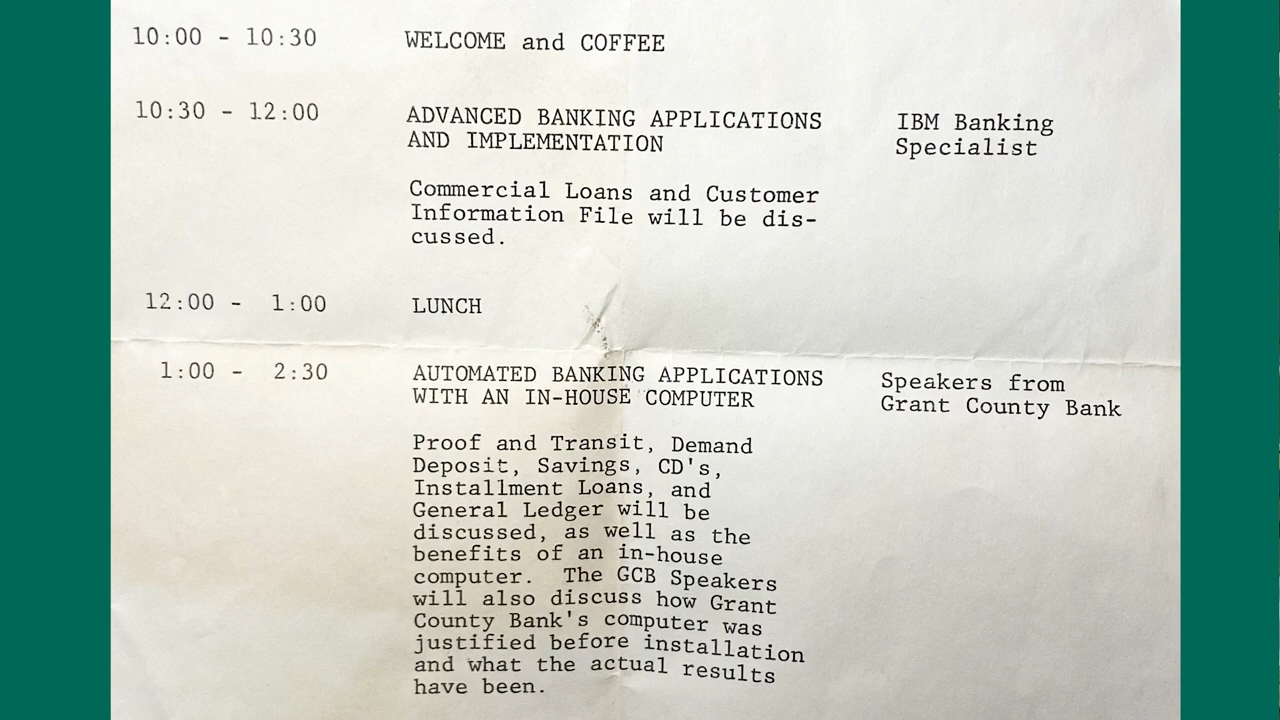 10:00 - 10:30 WELCOME and COFFEE
10:30 - 12:00 ADVANCED BANKING APPLICATIONS IBM Banking
AND IMPLEMENTATION Specialist
Commercial Loans and Customer
Information File will be dis-
cussed.
12:00 - 1:00 LUNCH
1:00 - 2:30 AUTOMATED BANKING APPLICATIONS Speakers from
WITH AN IN-HOUSE COMPUTER Grant County Bank
Proof and Transit, Demand
Deposit, Savings, CD's,
Installment Loans, and
General Ledger will be
discussed, as well as the
benefits of an in-house
computer. The GCB Speakers
will also discuss how Grant
County Bank's computer was
justified before installation
and what the actual results
have been.